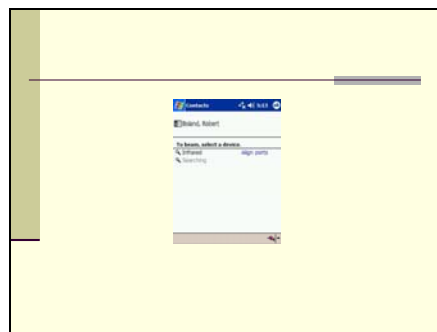 Contacts 5:13
Boland, Robert
To beam, select a device.
Infrared Align ports
Searching